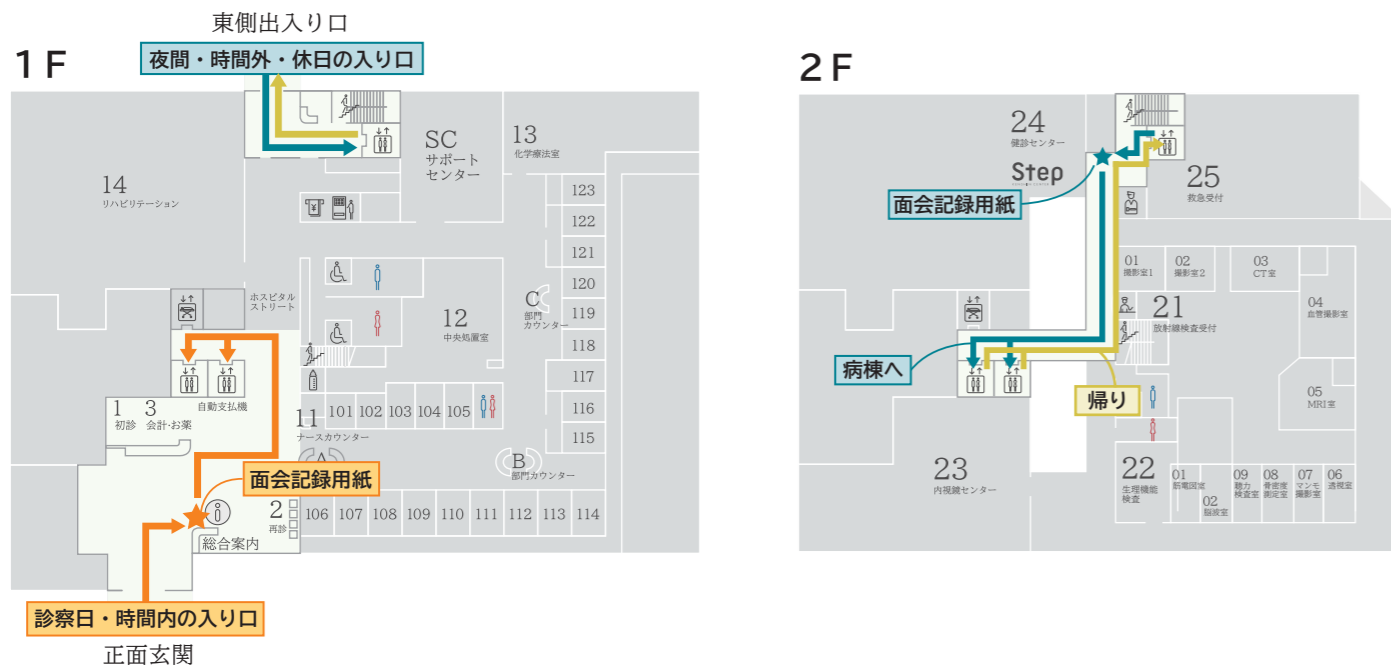 東側出入り口
1F
夜間・時間外・休日の入り口
SC
サポート
センター
13
化学療法室
14
リハビリテーション
123
122
121
120
119
118
117
116
115
C
部門
カウンター
12
中央処置室
ホスピタル
ストリート
自動支払機
1
初診
3
会計・お薬
11
ナースカウンター
101
102
103
104
105
A
B
部門カウンター
面会記録用紙
2
再診
総合案内
106
107
108
109
110
111
112
113
114
診察日・時間内の入り口
正面玄関
2F
24
健診センター
Step
25
救急受付
面会記録用紙
01
撮影室1
02
撮影室2
03
CT室
04
血管撮影室
21
放射線検査受付
05
MRI室
病棟へ
帰り
23
内視鏡センター
22
生理機能
検査
01
筋電図室
02
脳波室
09
聴力
検査室
08
骨密度
測定室
07
マンモ
撮影室
06
透視室